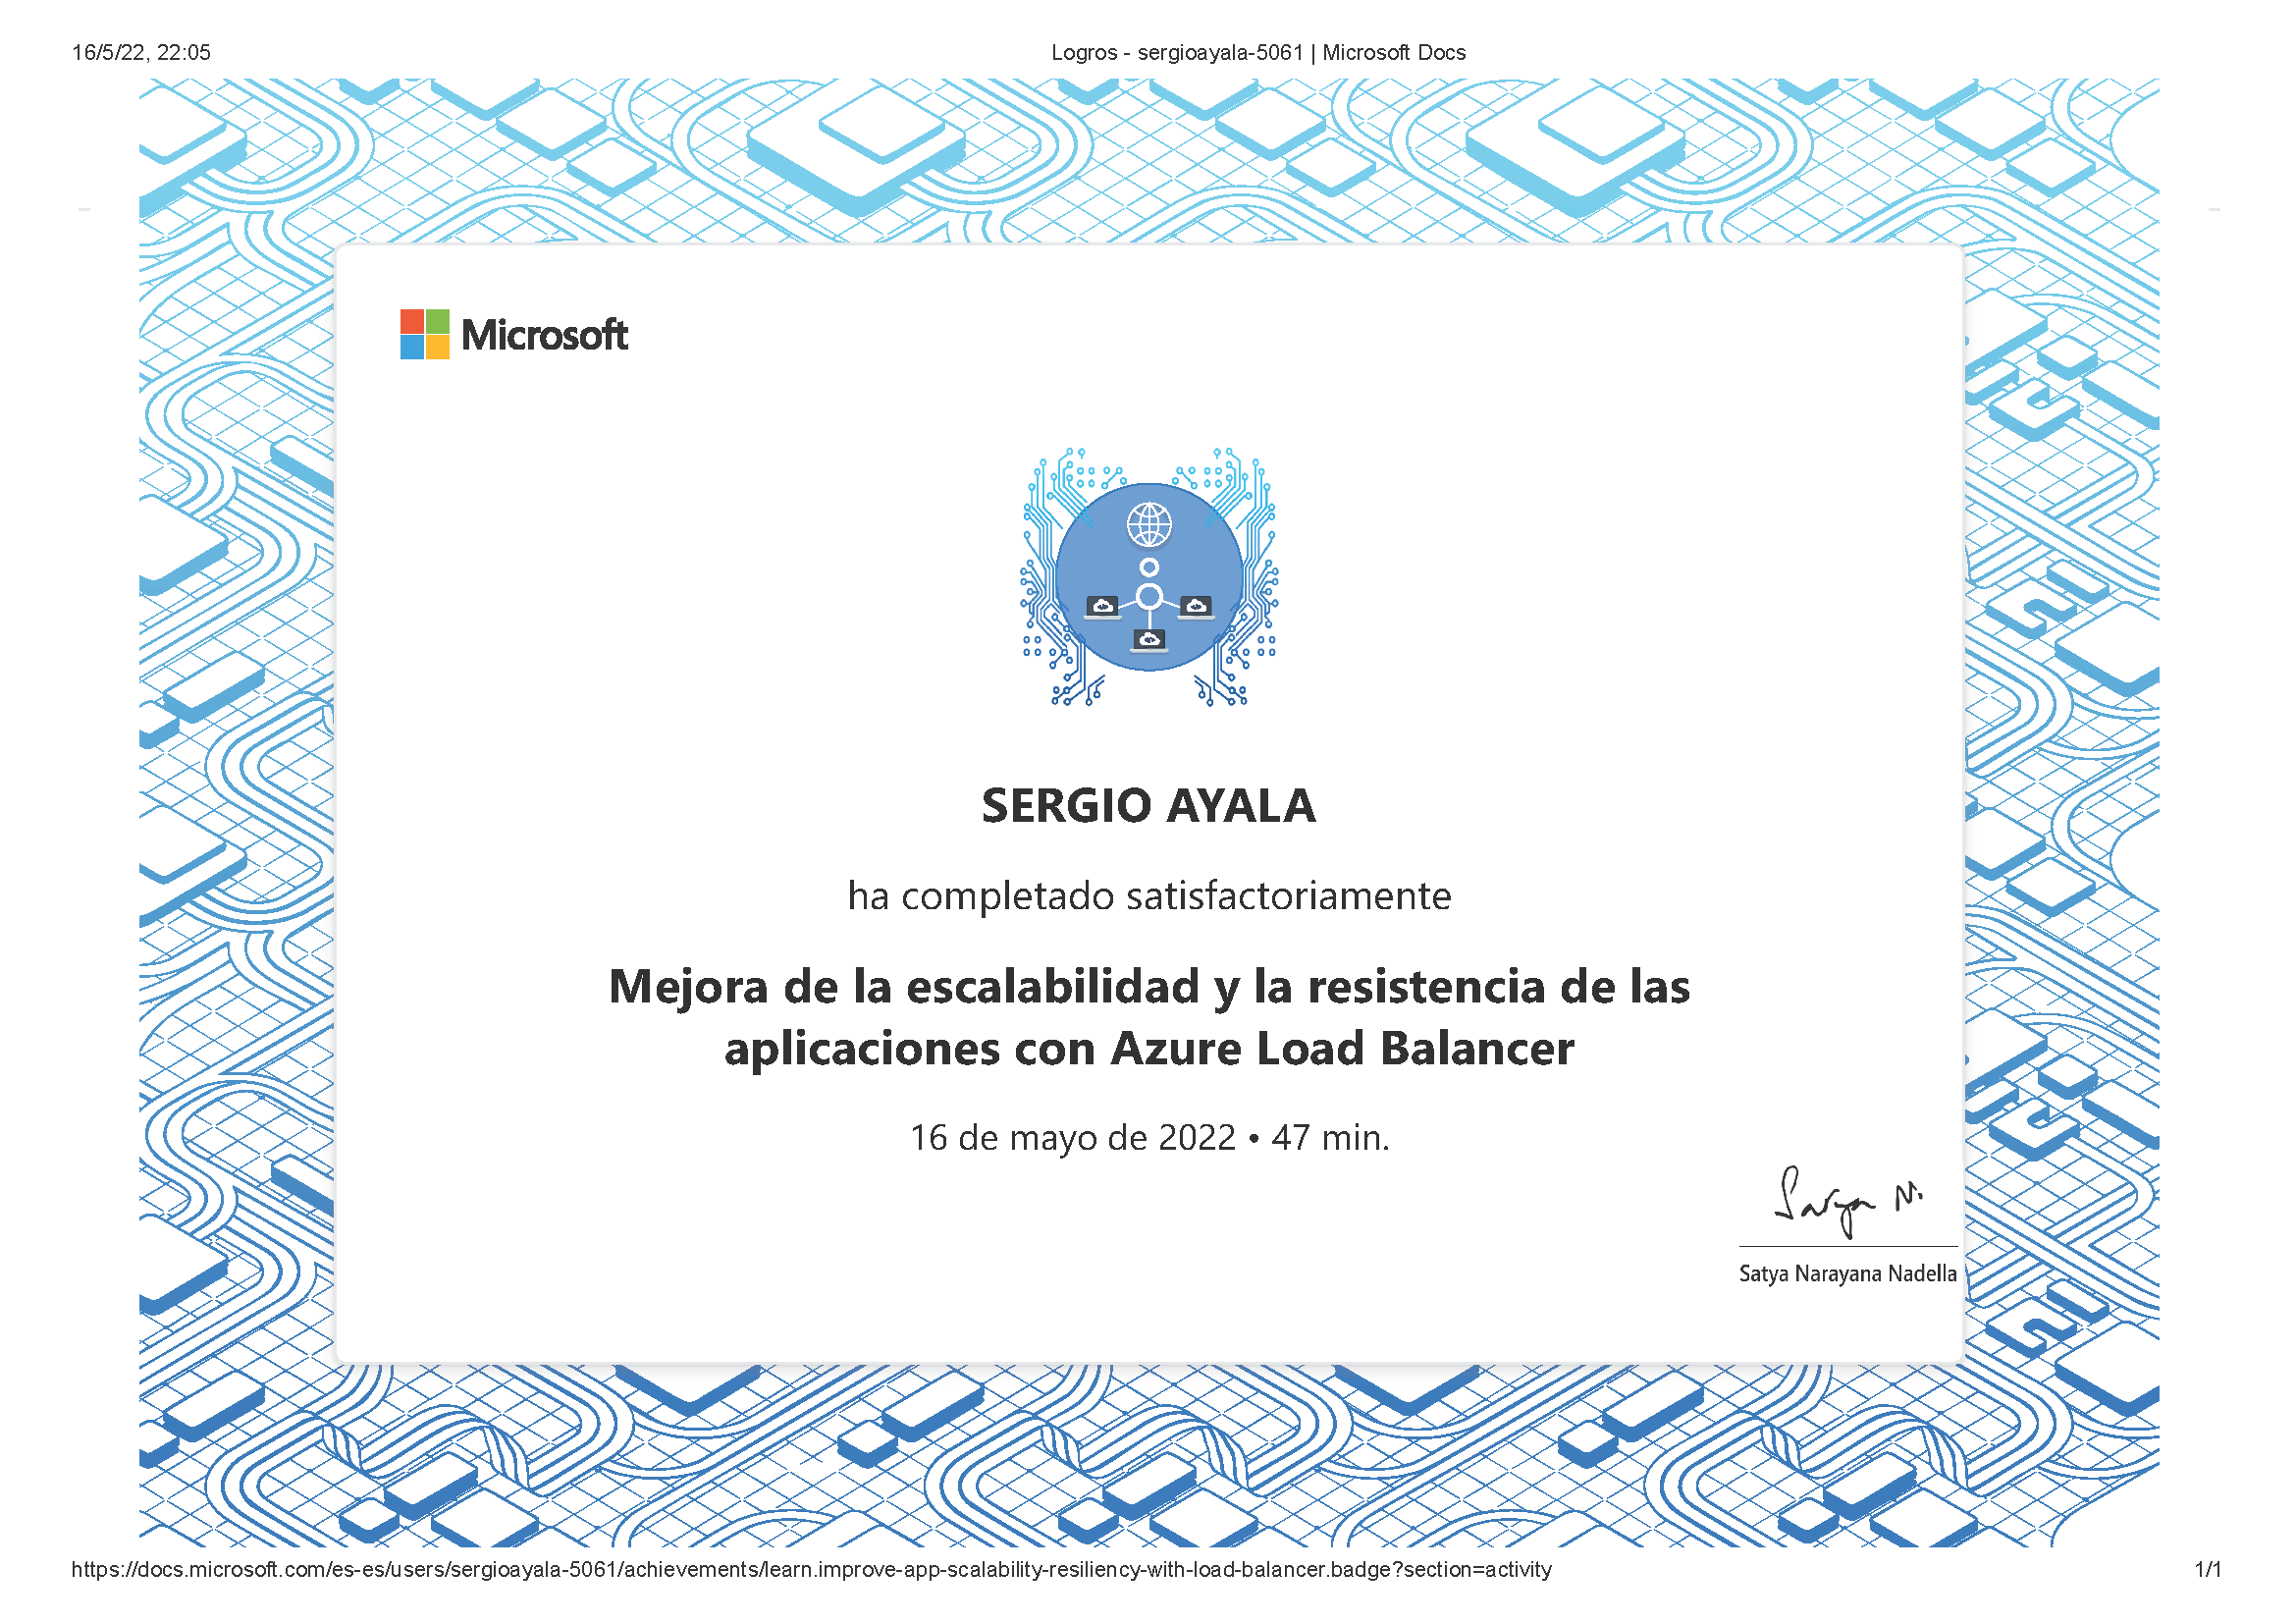 16/5/22, 22:05
Logros - sergioayala-5061 | Microsoft Docs
Microsoft
SERGIO AYALA
ha completado satisfactoriamente
Mejora de la escalabilidad y la resistencia de las
aplicaciones con Azure Load Balancer
16 de mayo de 2022 • 47 min.
Satya N.
Satya Narayana Nadella
https://docs.microsoft.com/es-es/users/sergioayala-5061/achievements/learn.improve-app-scalability-resiliency-with-load-balancer.badge?section=activity
1/1